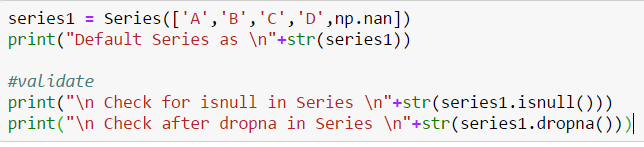 series1 = Series(['A','B','C','D',np.nan])
print("Default Series as \n"+str(series1))
#validate
print("\n Check for isnull in Series \n"+str(series1.isnull()))
print("\n Check after dropna in Series \n"+str(series1.dropna()))